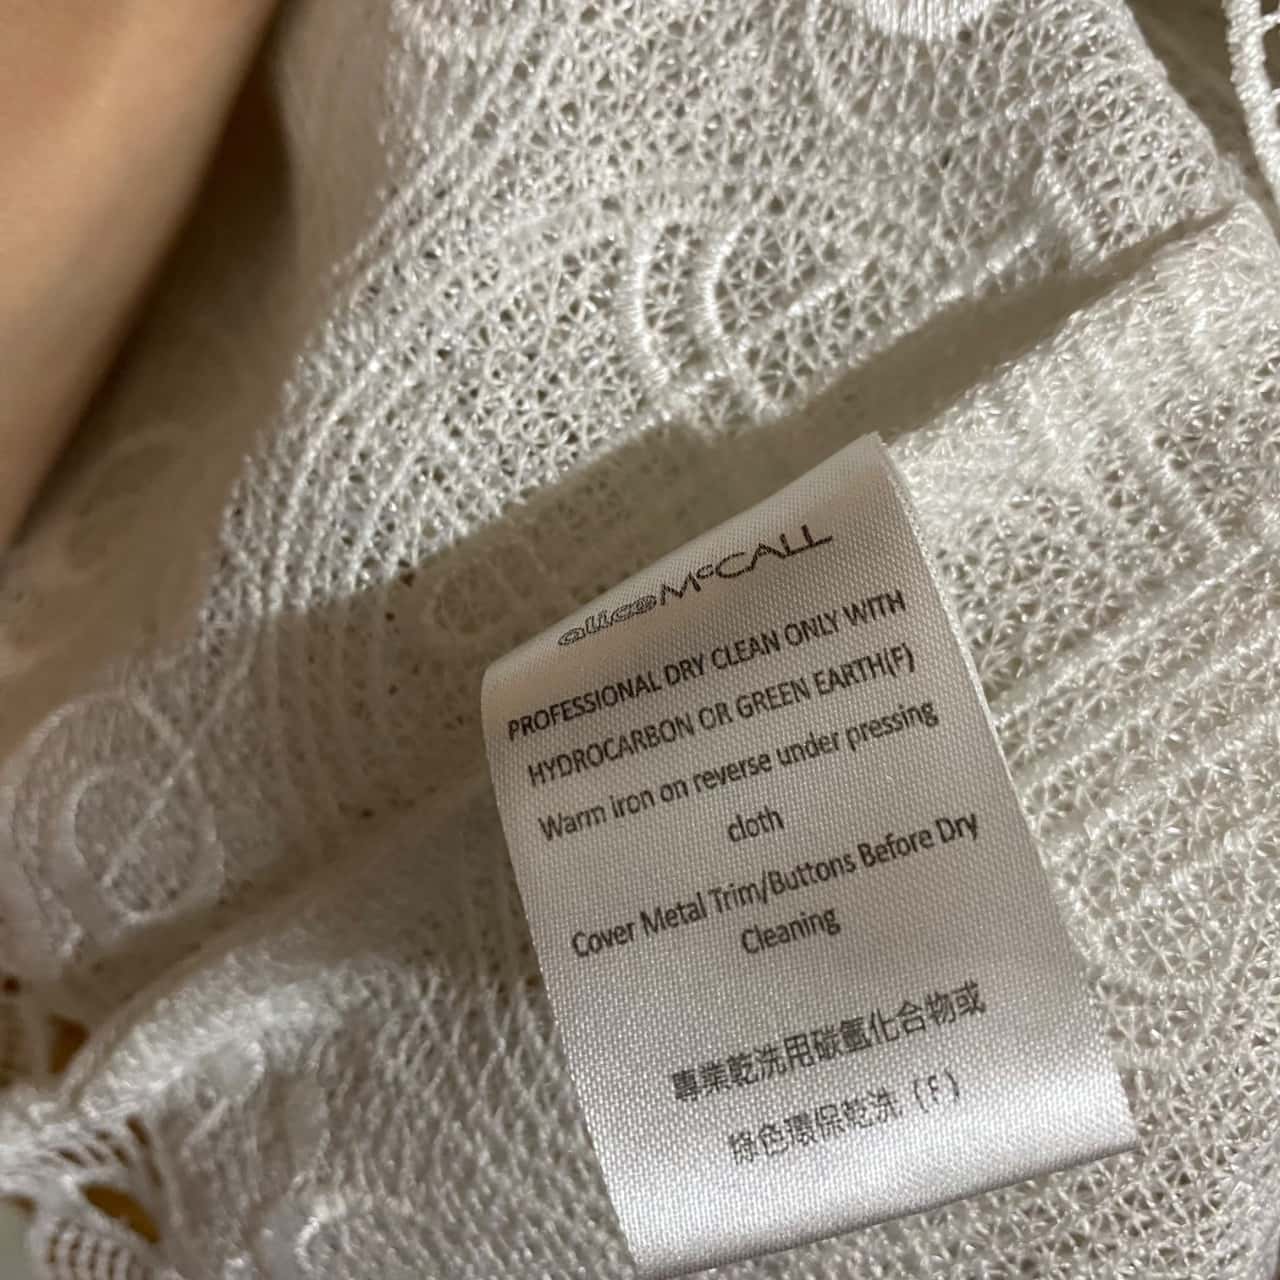 alice McCALL
PROFESSIONAL DRY CLEAN ONLY WITH
HYDROCARBON OR GREEN EARTH(F)
Warm iron on reverse under pressing
cloth
Cover Metal Trim/Buttons Before Dry
Cleaning
專業乾洗用碳氫化合物或
綠色環保乾洗（F）